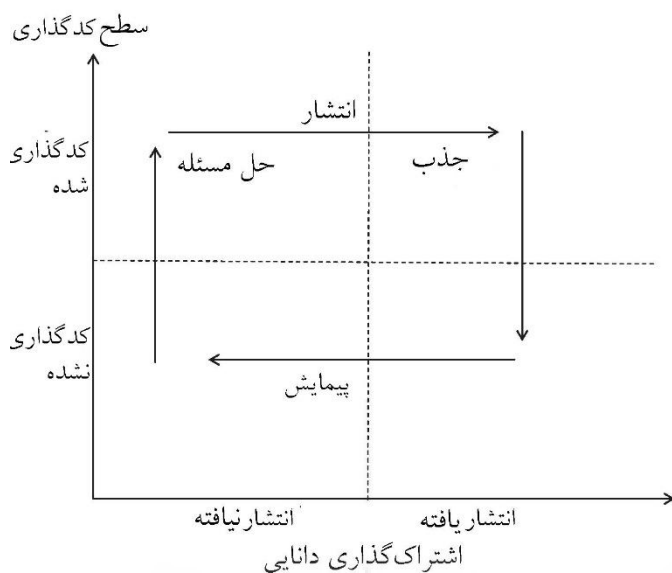 سطح کدگذاری
انتشار
کدگذاری
شده
حل مسئله
جذب
کدگذاری
نشده
پیمایش
انتشار یافته
انتشار نیافته
اشتراک‌گذاری دانایی